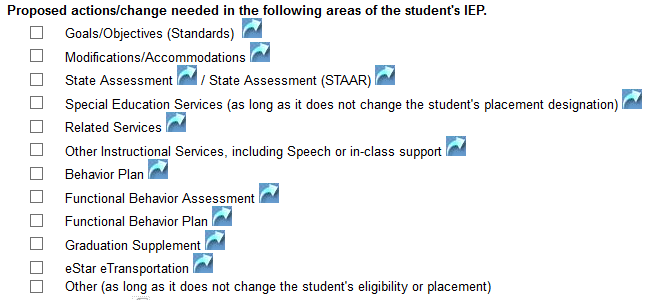 Proposed actions/change needed in the following areas of the student's IEP.
Goals/Objectives (Standards)
Modifications/Accommodations
State Assessment / State Assessment (STAAR)
Special Education Services (as long as it does not change the student's placement designation)
Related Services
Other Instructional Services, including Speech or in-class support
Behavior Plan
Functional Behavior Assessment
Functional Behavior Plan
Graduation Supplement
eStar eTransportation
Other (as long as it does not change the student's eligibility or placement)